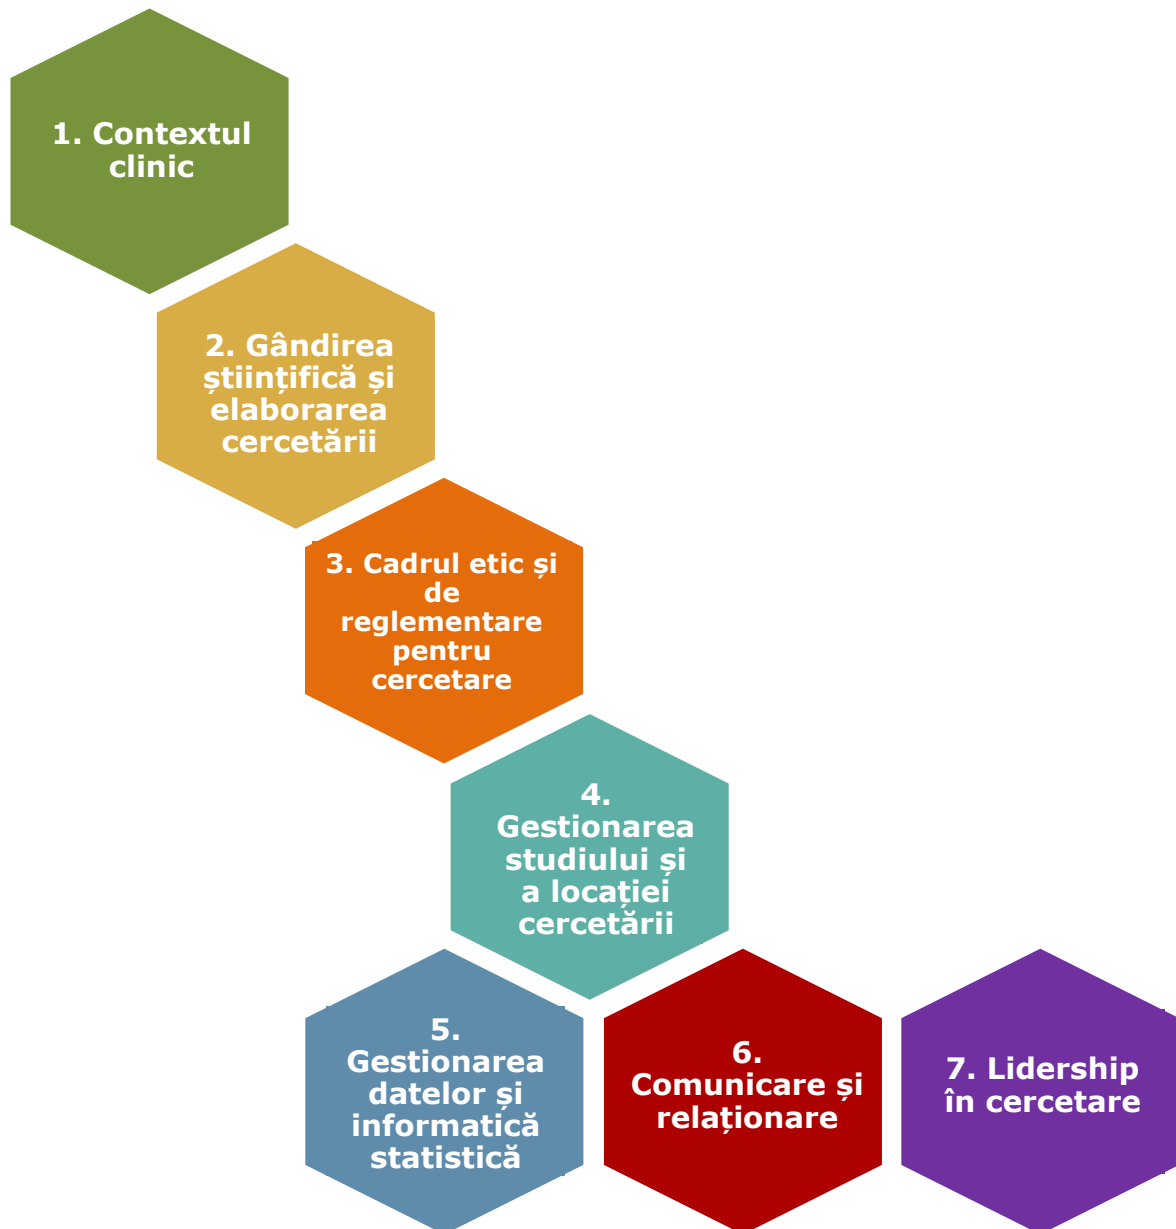 1. Contextul
clinic
2. Gândirea
științifică și
elaborarea
cercetării
3. Cadrul etic și
de
reglementare
pentru
cercetare
4.
Gestionarea
studiului și
a locației
cercetării
5.
Gestionarea
datelor și
informatică
statistică
6.
Comunicare și
relaționare
7. Lidership
în cercetare